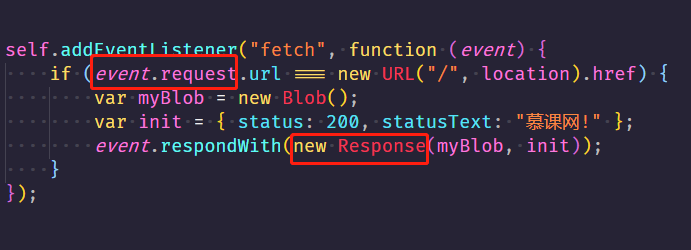 self.addEventListener("fetch", function (event) {
if (event.request.url === new URL("/", location).href) {
var myBlob = new Blob();
var init = { status: 200, statusText: "慕课网!" };
event.respondWith(new Response(myBlob, init));
}
});